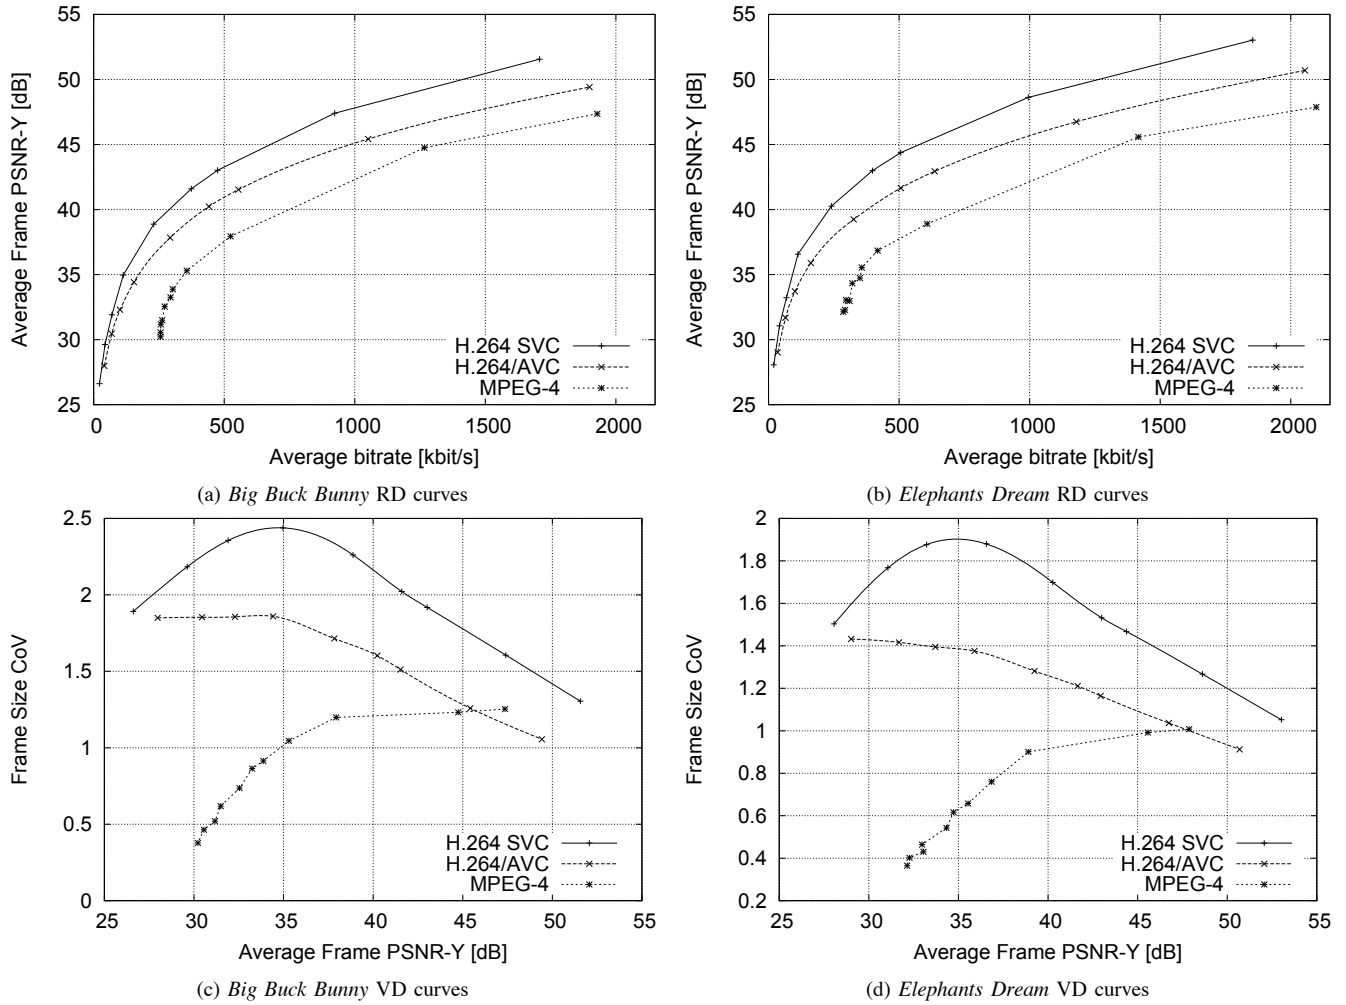 55
50
45
40
35
30
25
Average Frame PSNR-Y [dB]
H.264 SVC
H.264/AVC
MPEG-4
0 500 1000 1500 2000
Average bitrate [kbit/s]
(a) Big Buck Bunny RD curves
55
50
45
40
35
30
25
Average Frame PSNR-Y [dB]
H.264 SVC
H.264/AVC
MPEG-4
0 500 1000 1500 2000
Average bitrate [kbit/s]
(b) Elephants Dream RD curves
2.5
2
1.5
1
0.5
0
Frame Size CoV
H.264 SVC
H.264/AVC
MPEG-4
25 30 35 40 45 50 55
Average Frame PSNR-Y [dB]
(c) Big Buck Bunny VD curves
2
1.8
1.6
1.4
1.2
1
0.8
0.6
0.4
0.2
Frame Size CoV
H.264 SVC
H.264/AVC
MPEG-4
25 30 35 40 45 50 55
Average Frame PSNR-Y [dB]
(d) Elephants Dream VD curves